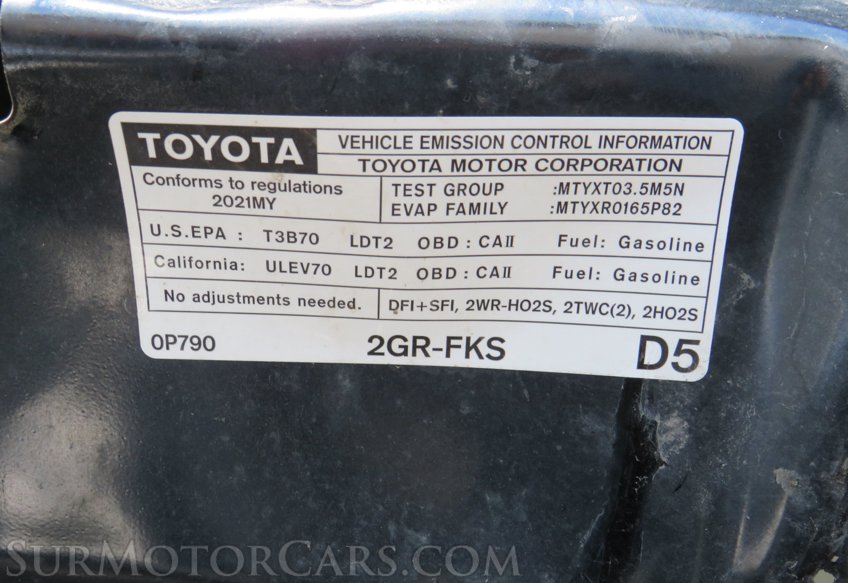 TOYOTA
VEHICLE EMISSION CONTROL INFORMATION
TOYOTA MOTOR CORPORATION
Conforms to regulations
2021MY
TEST GROUP :MTYXT03.5M5N
EVAP FAMILY :MTYXR0165P82
U.S.EPA : T3B70 LDT2 OBD : CAII Fuel: Gasoline
California: ULEV70 LDT2 OBD : CAII Fuel: Gasoline
No adjustments needed.
DFI+SFI, 2WR-HO2S, 2TWC(2), 2HO2S
0P790 2GR-FKS D5
SurMotorCars.com